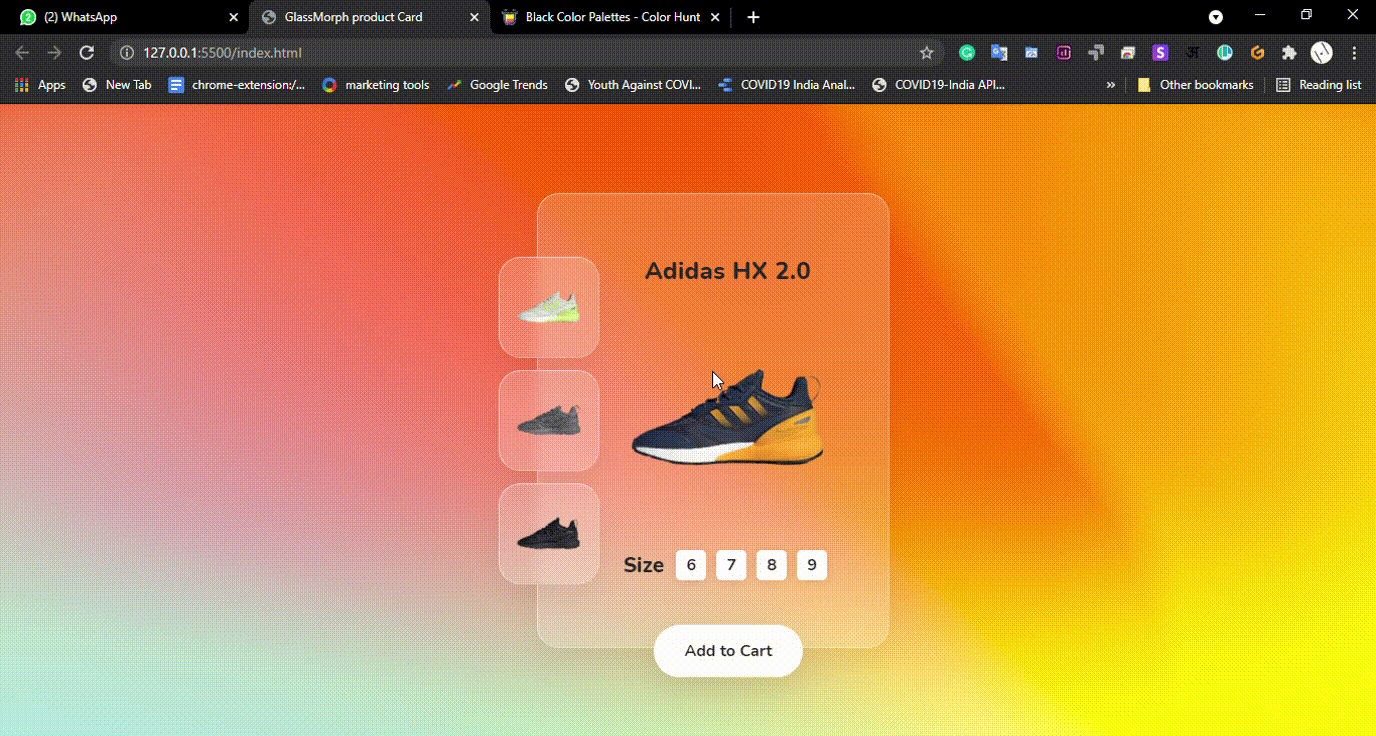 (2) WhatsApp
GlassMorph product Card
Black Color Palettes - Color Hunt
127.0.0.1:5500/index.html
Apps
New Tab
chrome-extension:/...
marketing tools
Google Trends
Youth Against COVI...
COVID19 India Anal...
COVID19-India API...
»
Other bookmarks
Reading list
Adidas HX 2.0
Size 6 7 8 9
Add to Cart